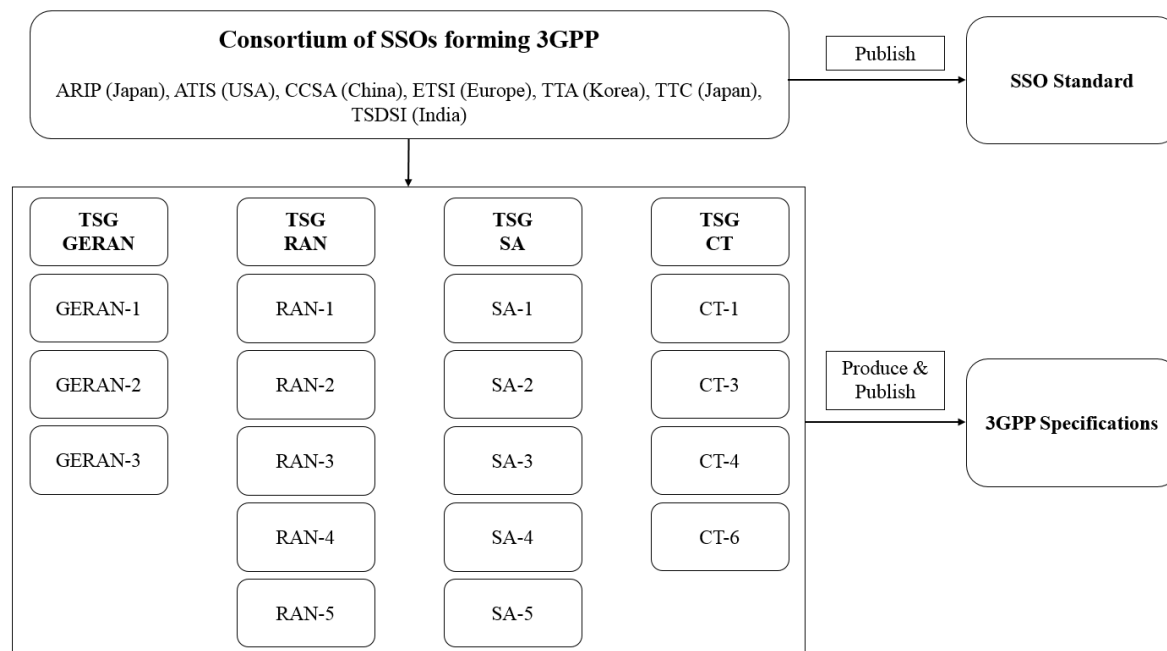 Consortium of SSOs forming 3GPP
ARIP (Japan), ATIS (USA), CCSA (China), ETSI (Europe), TTA (Korea), TTC (Japan),
TSDSI (India)
Publish
SSO Standard
TSG
GERAN
GERAN-1
GERAN-2
GERAN-3
TSG
RAN
RAN-1
RAN-2
RAN-3
RAN-4
RAN-5
TSG
SA
SA-1
SA-2
SA-3
SA-4
SA-5
TSG
CT
CT-1
CT-3
CT-4
CT-6
Produce &
Publish
3GPP Specifications